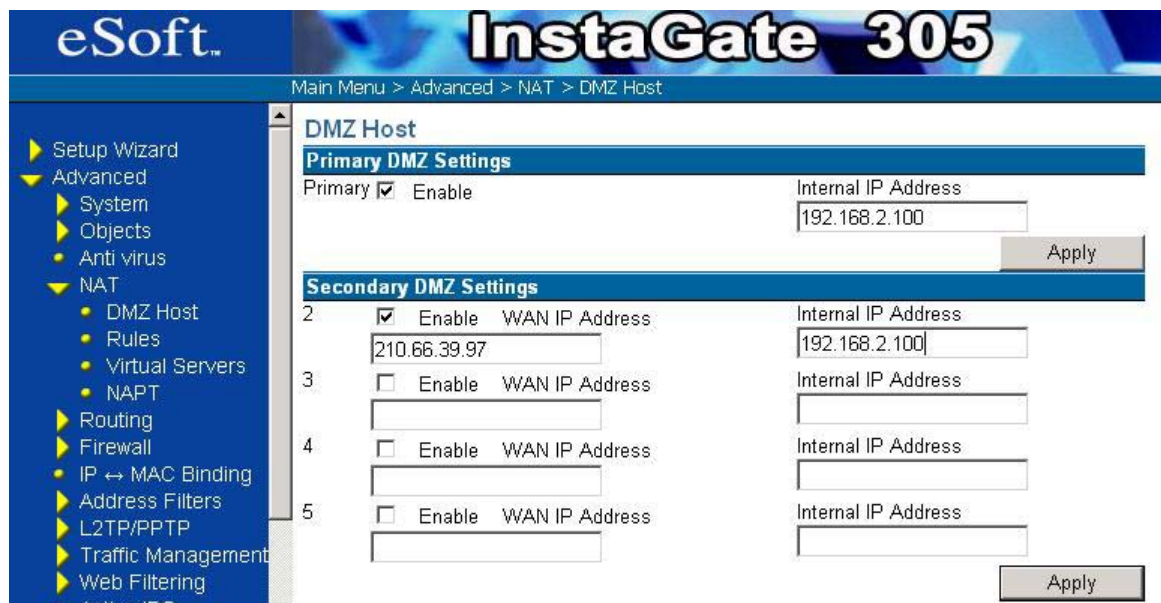 eSoft™
InstaGate 305
Main Menu > Advanced > NAT > DMZ Host
Setup Wizard
Advanced
System
Objects
Anti virus
NAT
DMZ Host
Rules
Virtual Servers
NAPT
Routing
Firewall
IP ↔ MAC Binding
Address Filters
L2TP/PPTP
Traffic Management
Web Filtering
DMZ Host
Primary DMZ Settings
Primary Enable Internal IP Address
192.168.2.100
Apply
Secondary DMZ Settings
2 Enable WAN IP Address Internal IP Address
210.66.39.97 192.168.2.100
3 Enable WAN IP Address Internal IP Address
4 Enable WAN IP Address Internal IP Address
5 Enable WAN IP Address Internal IP Address
Apply